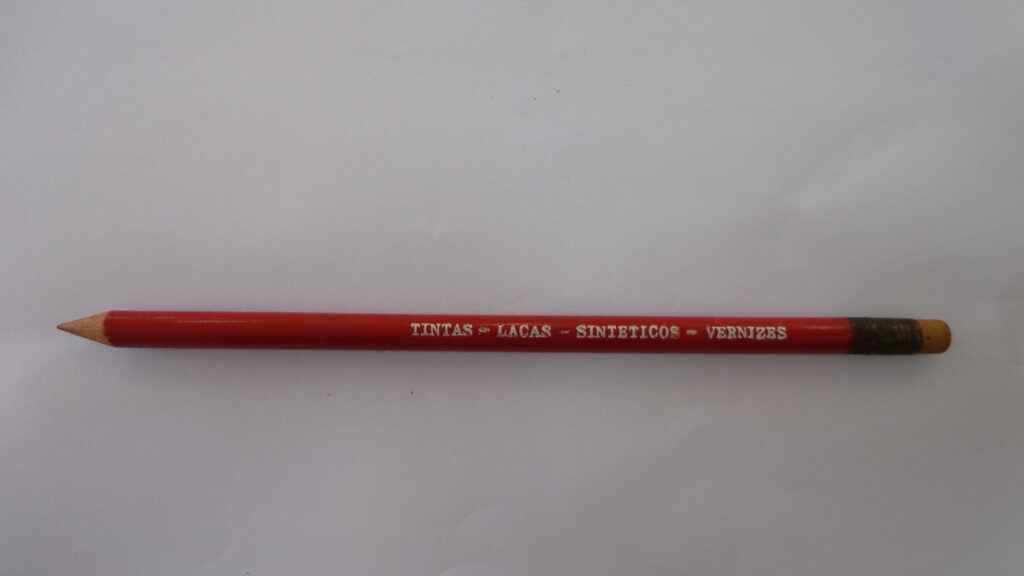 TINTAS - LACAS - SINTETICOS - VERNIZES